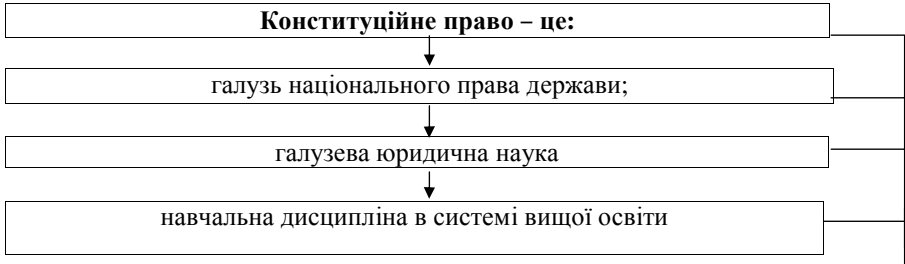 Конституційне право – це:
галузь національного права держави;
галузева юридична наука
навчальна дисципліна в системі вищої освіти